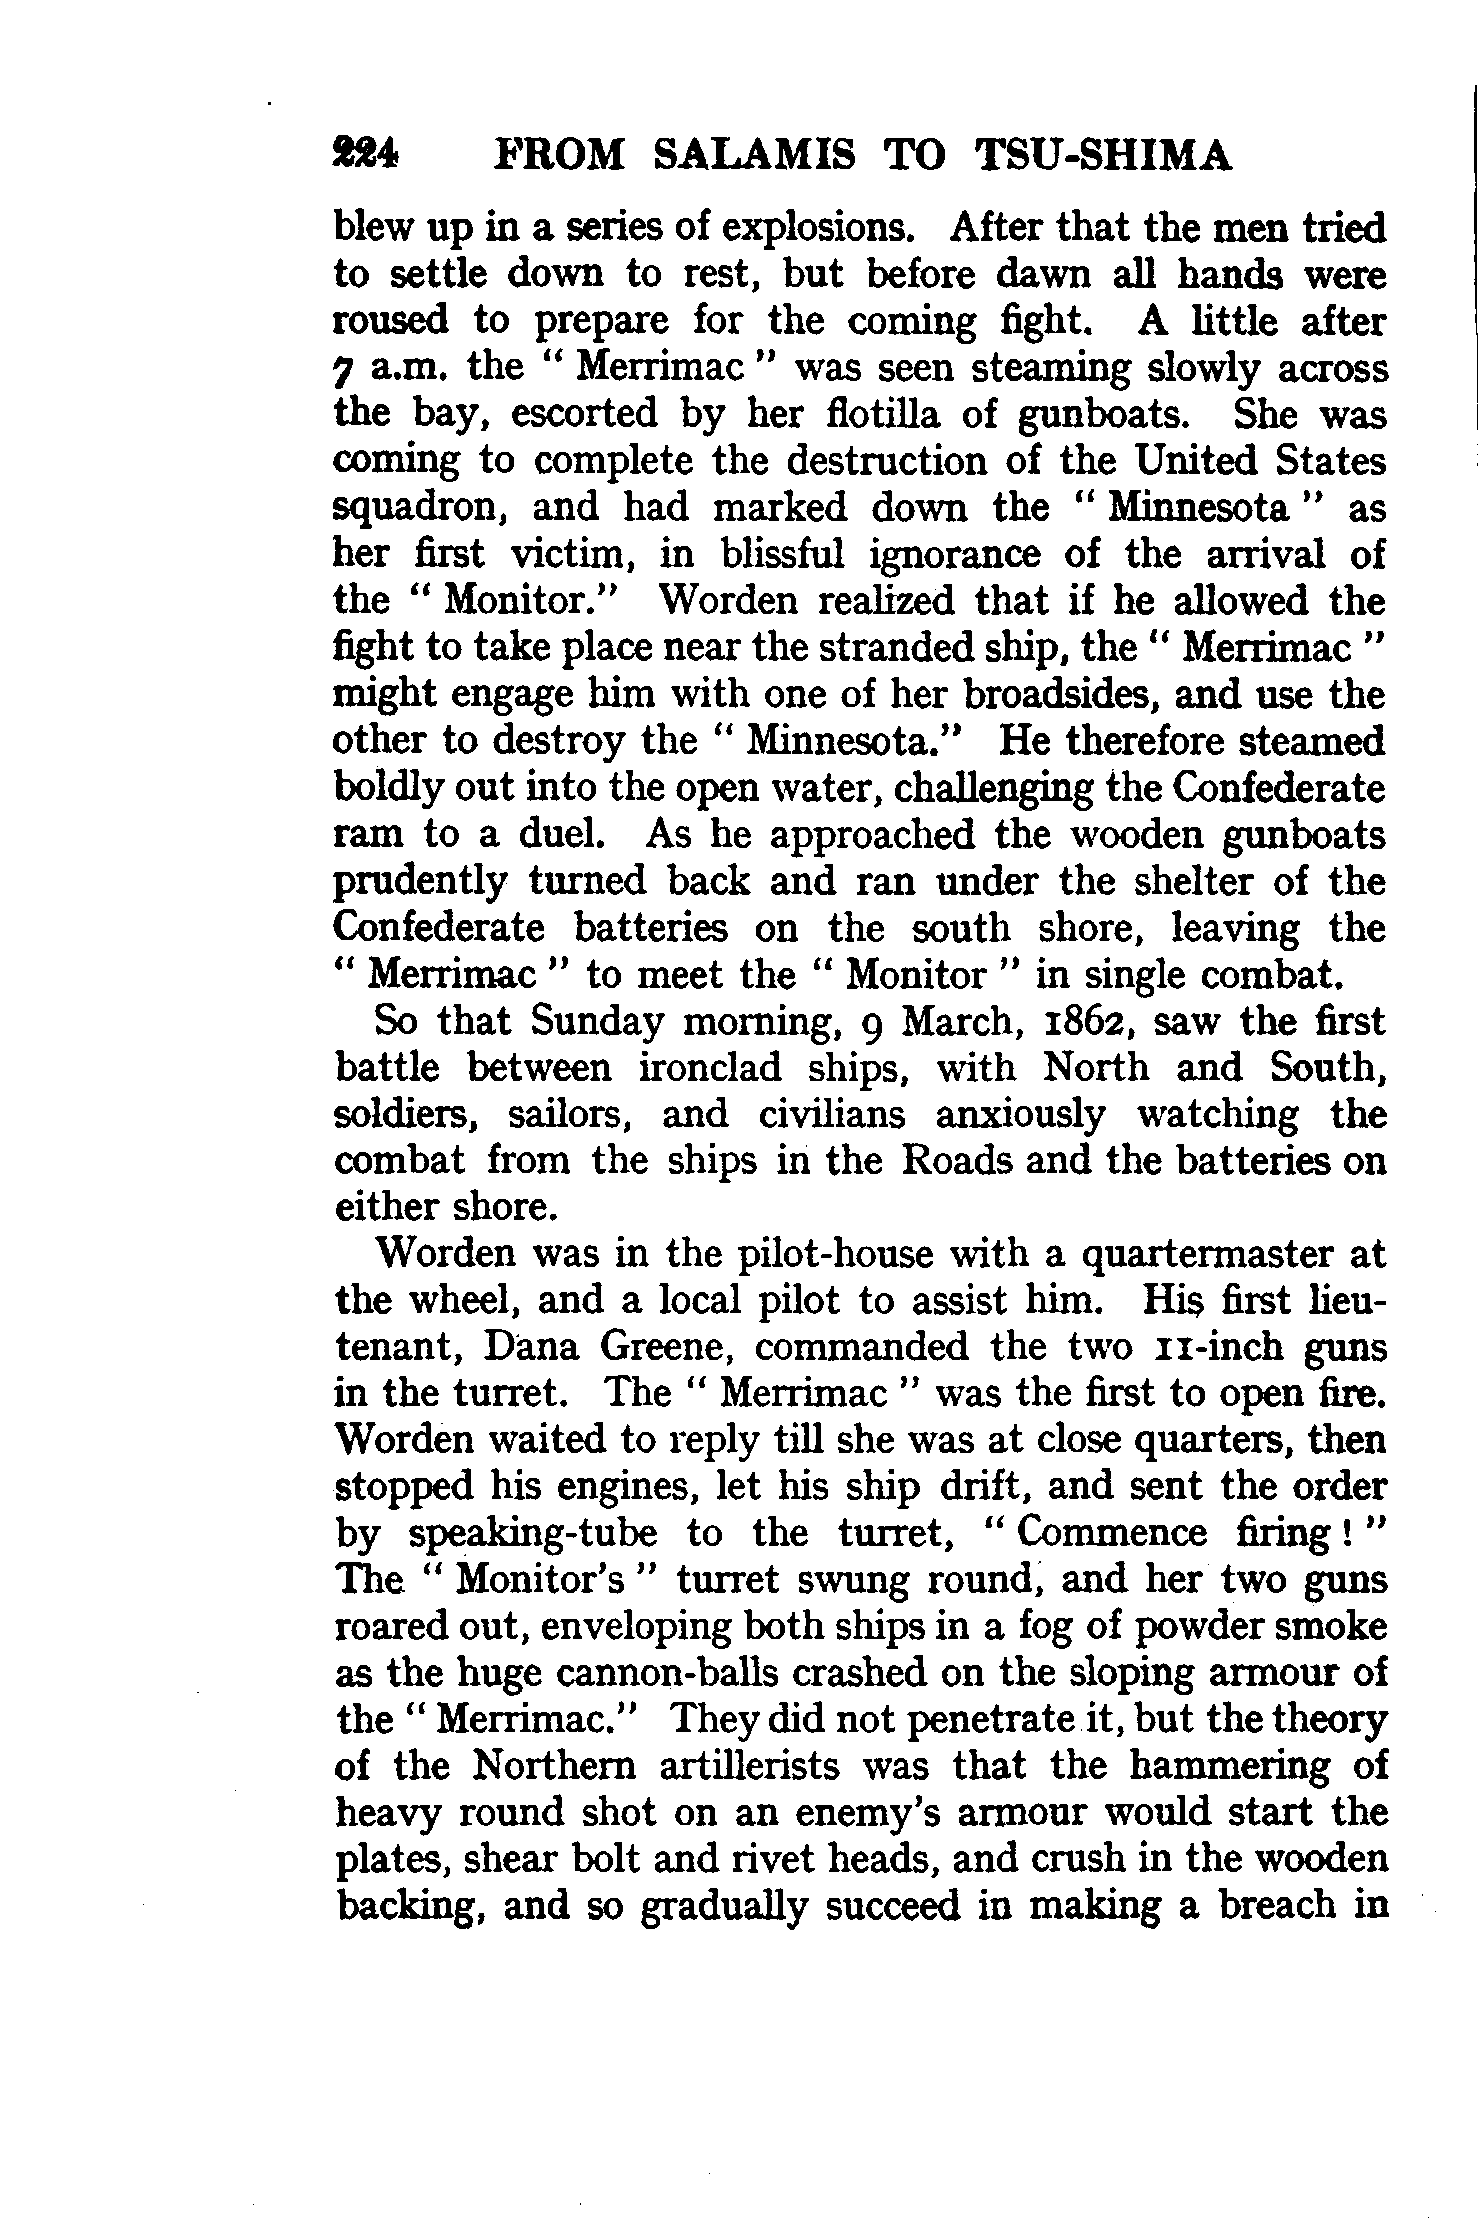 224 FROM SALAMIS TO TSU-SHIMA
blew up in a series of explosions. After that the men tried
to settle down to rest, but before dawn all hands were
roused to prepare for the coming fight. A little after
7 a.m. the " Merrimac " was seen steaming slowly across
the bay, escorted by her flotilla of gunboats. She was
coming to complete the destruction of the United States
squadron, and had marked down the " Minnesota " as
her first victim, in blissful ignorance of the arrival of
the " Monitor." Worden realized that if he allowed the
fight to take place near the stranded ship, the " Merrimac "
might engage him with one of her broadsides, and use the
other to destroy the " Minnesota." He therefore steamed
boldly out into the open water, challenging the Confederate
ram to a duel. As he approached the wooden gunboats
prudently turned back and ran under the shelter of the
Confederate batteries on the south shore, leaving the
" Merrimac " to meet the " Monitor " in single combat.
So that Sunday morning, 9 March, 1862, saw the first
battle between ironclad ships, with North and South,
soldiers, sailors, and civilians anxiously watching the
combat from the ships in the Roads and the batteries on
either shore.
Worden was in the pilot-house with a quartermaster at
the wheel, and a local pilot to assist him. His first lieu-
tenant, Dana Greene, commanded the two 11-inch guns
in the turret. The " Merrimac " was the first to open fire.
Worden waited to reply till she was at close quarters, then
stopped his engines, let his ship drift, and sent the order
by speaking-tube to the turret, " Commence firing ! "
The " Monitor's " turret swung round, and her two guns
roared out, enveloping both ships in a fog of powder smoke
as the huge cannon-balls crashed on the sloping armour of
the " Merrimac." They did not penetrate it, but the theory
of the Northern artillerists was that the hammering of
heavy round shot on an enemy's armour would start the
plates, shear bolt and rivet heads, and crush in the wooden
backing, and so gradually succeed in making a breach in